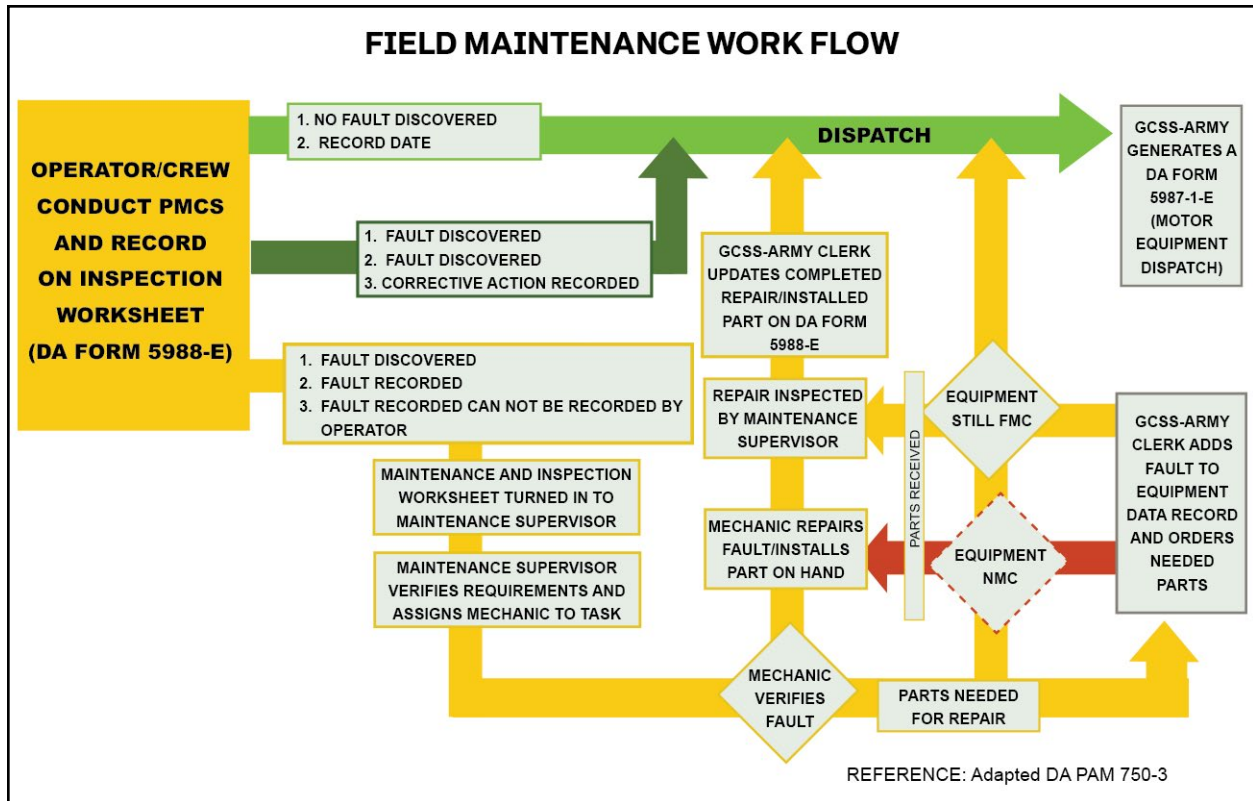 FIELD MAINTENANCE WORK FLOW
OPERATOR/CREW
CONDUCT PMCS
AND RECORD
ON INSPECTION
WORKSHEET
(DA FORM 5988-E)
1. NO FAULT DISCOVERED
2. RECORD DATE
DISPATCH
GCSS-ARMY
GENERATES A
DA FORM
5987-1-E
(MOTOR
EQUIPMENT
DISPATCH)
1. FAULT DISCOVERED
2. FAULT DISCOVERED
3. CORRECTIVE ACTION RECORDED
1. FAULT DISCOVERED
2. FAULT RECORDED
3. FAULT RECORDED CAN NOT BE RECORDED BY
OPERATOR
MAINTENANCE AND INSPECTION
WORKSHEET TURNED IN TO
MAINTENANCE SUPERVISOR
MAINTENANCE SUPERVISOR
VERIFIES REQUIREMENTS AND
ASSIGNS MECHANIC TO TASK
GCSS-ARMY CLERK
UPDATES COMPLETED
REPAIR/INSTALLED
PART ON DA FORM
5988-E
REPAIR INSPECTED
BY MAINTENANCE
SUPERVISOR
MECHANIC REPAIRS
FAULT/INSTALLS
PART ON HAND
MECHANIC
VERIFIES
FAULT
PARTS RECEIVED
EQUIPMENT
STILL FMC
EQUIPMENT
NMC
PARTS NEEDED
FOR REPAIR
GCSS-ARMY
CLERK ADDS
FAULT TO
EQUIPMENT
DATA RECORD
AND ORDERS
NEEDED
PARTS
REFERENCE: Adapted DA PAM 750-3